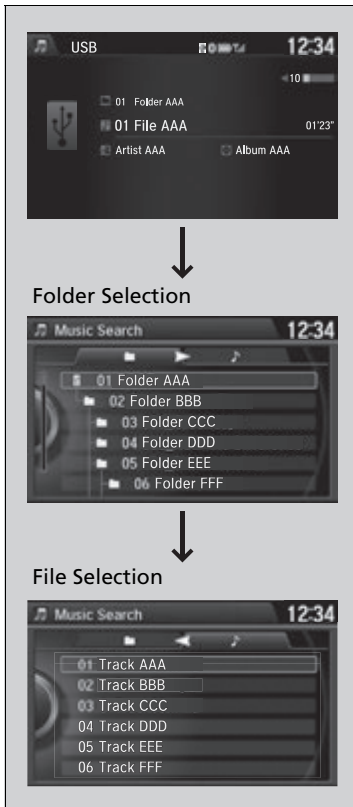 USB 12:34
10
01 Folder AAA
01 File AAA 01'23"
Artist AAA Album AAA
Folder Selection
Music Search 12:34
01 Folder AAA
02 Folder BBB
03 Folder CCC
04 Folder DDD
05 Folder EEE
06 Folder FFF
File Selection
Music Search 12:34
01 Track AAA
02 Track BBB
03 Track CCC
04 Track DDD
05 Track EEE
06 Track FFF